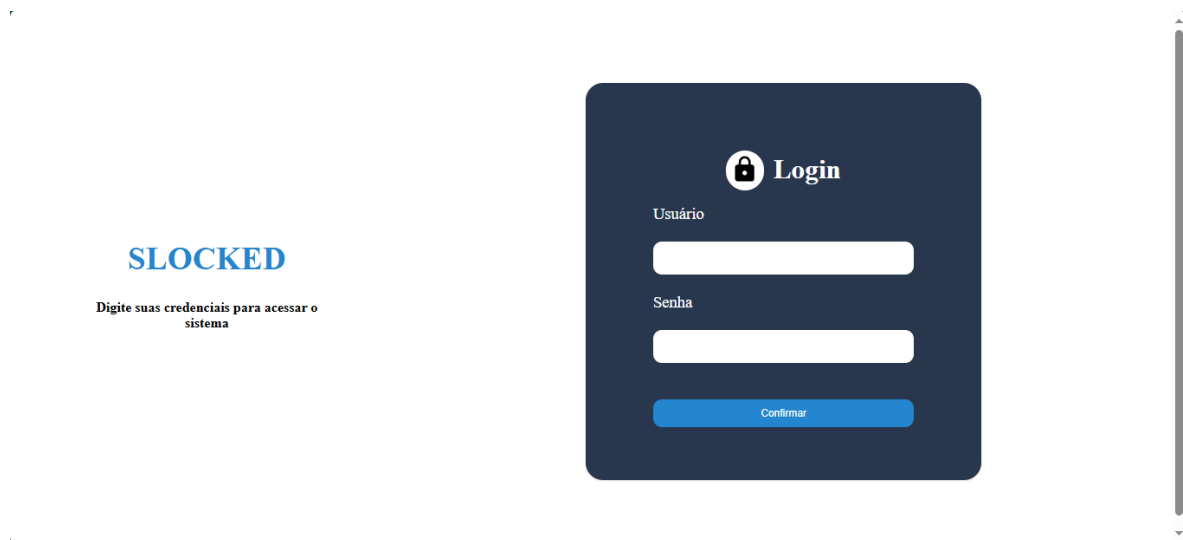 SLOCKED
Digite suas credenciais para acessar o
sistema
Login
Usuário
Senha
Confirmar